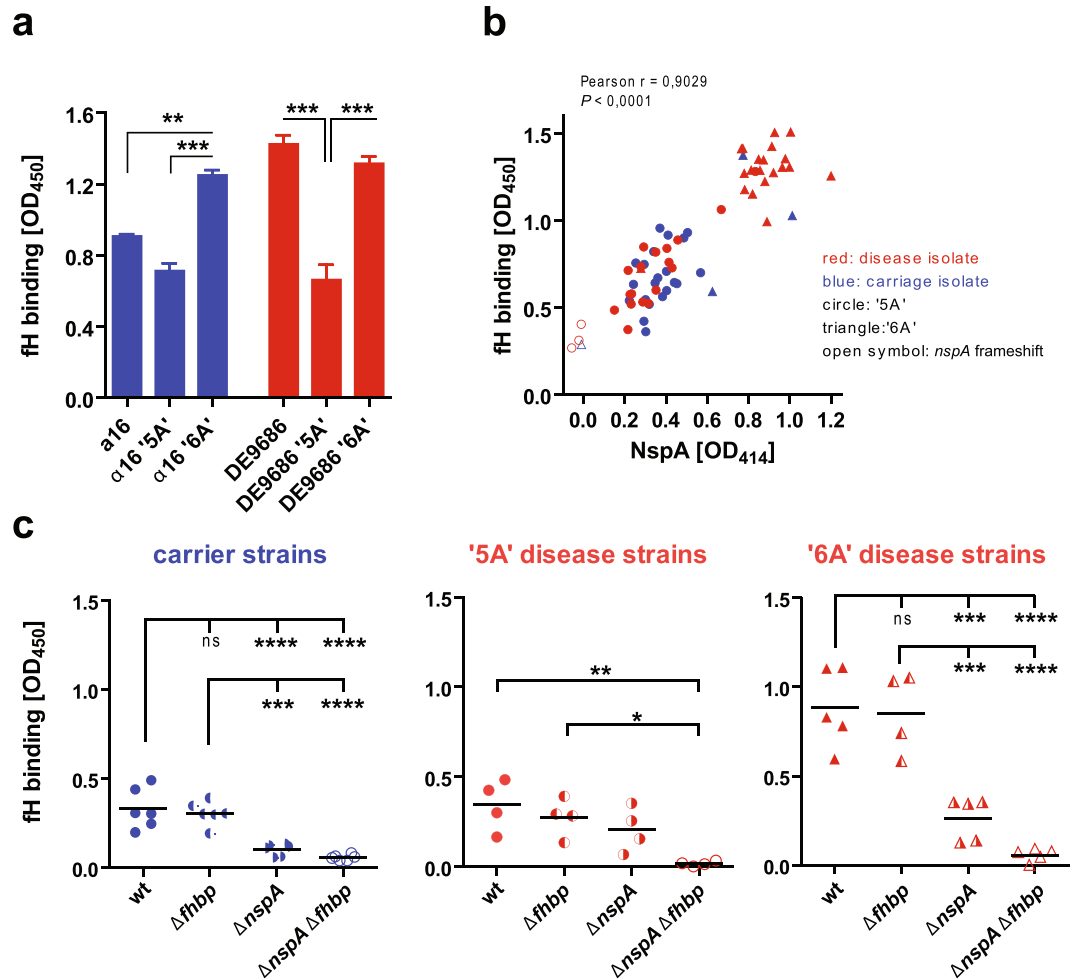 a
fH binding [OD450]
1.6
1.2
0.8
0.4
0.0
**
***
***
***
a16
α16 '5A'
α16 '6A'
DE9686
DE9686 '5A'
DE9686 '6A'
b
Pearson r = 0,9029
P < 0,0001
fH binding [OD450]
1.5
1.0
0.5
0.0
0.0 0.2 0.4 0.6 0.8 1.0 1.2
NspA [OD414]
red: disease isolate
blue: carriage isolate
circle: '5A'
triangle:'6A'
open symbol: nspA frameshift
c
carrier strains
fH binding [OD450]
1.5
1.0
0.5
0.0
ns **** ****
*** ****
wt
ΔfhbP
ΔnspA
ΔnspA Δfhbp
'5A' disease strains
1.5
1.0
0.5
0.0
**
*
wt
Δfhbp
ΔnspA
ΔnspA Δfhbp
'6A' disease strains
1.5
1.0
0.5
0.0
ns *** ****
*** ****
wt
Δfhbp
ΔnspA
ΔnspA Δfhbp